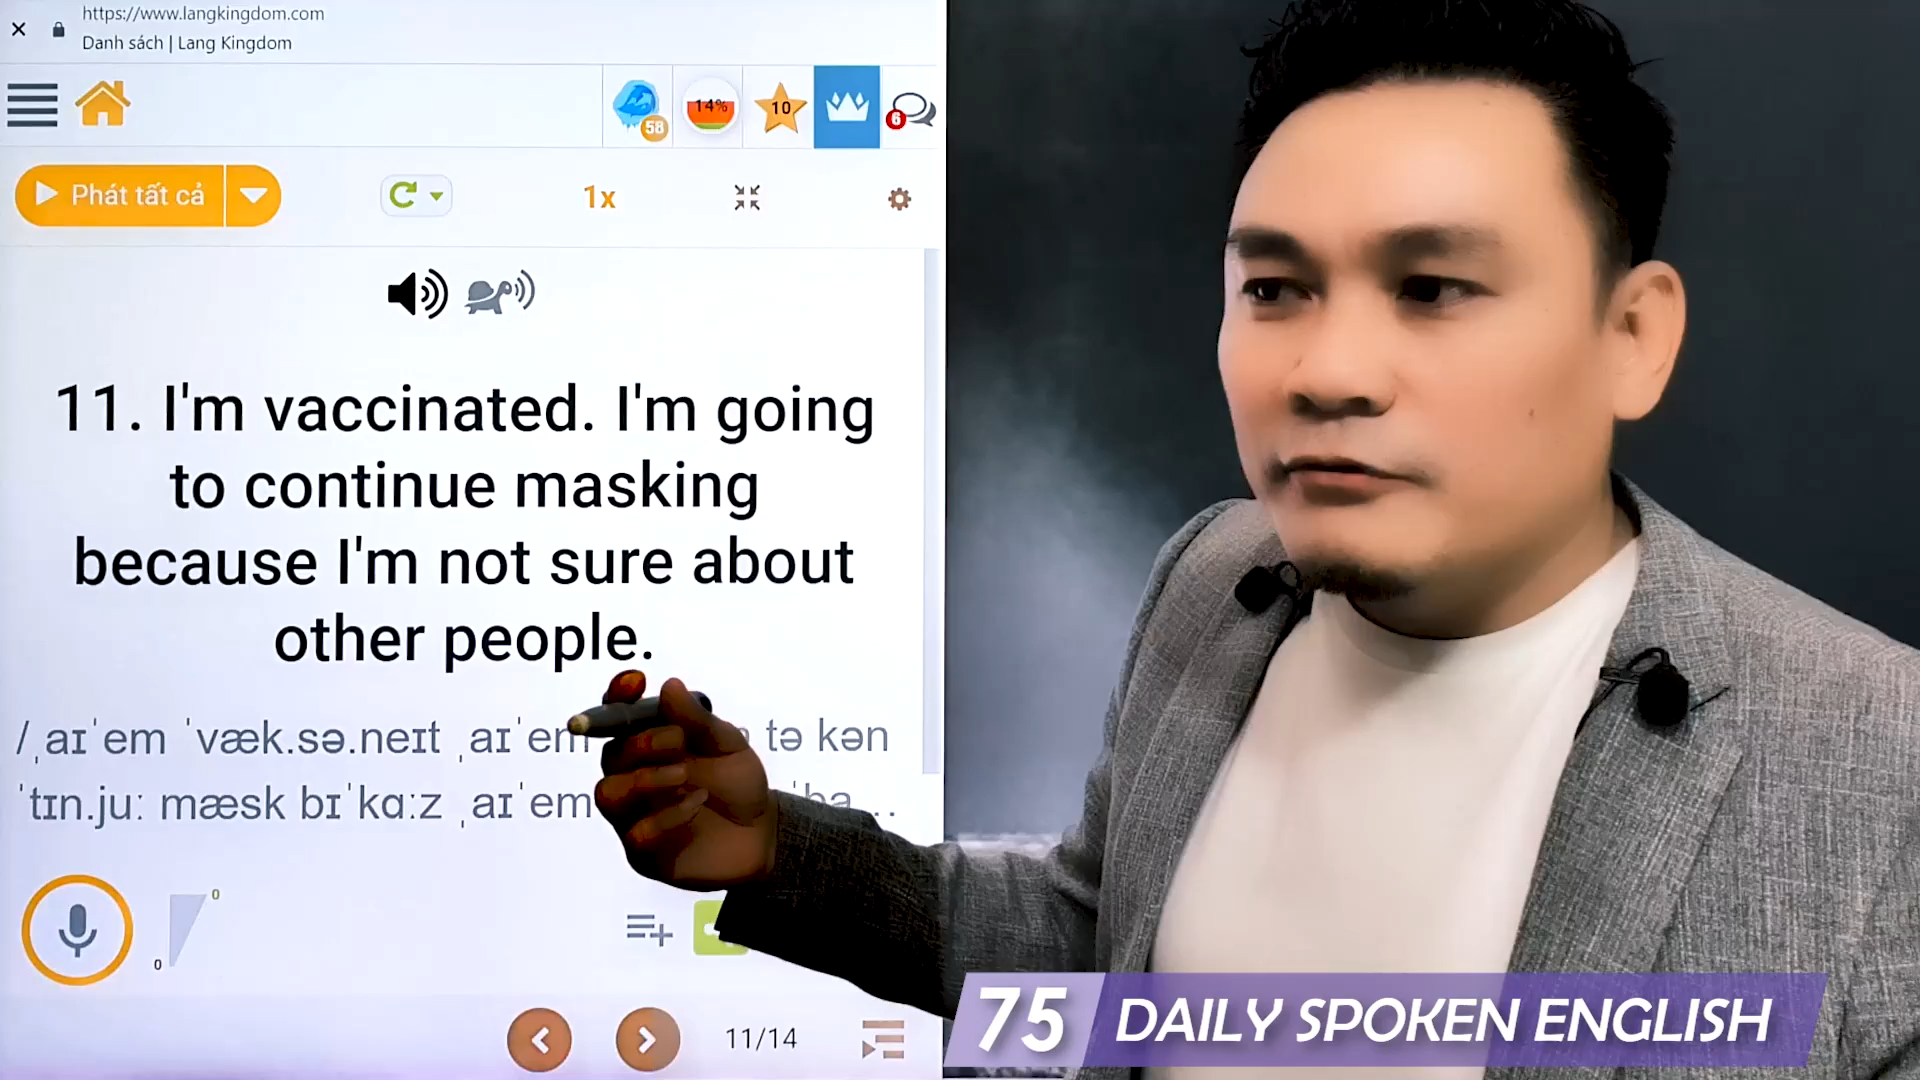 https://www.langkingdom.com
Danh sách | Lang Kingdom
58
14%
10
6
Phát tất cả
1x
11. I'm vaccinated. I'm going
to continue masking
because I'm not sure about
other people.
/ˌaɪˈem ˈvæk.sə.neɪt ˌaɪˈem tə kən
ˈtɪn.juː mæsk bɪˈkɑːz ˌaɪˈem
0
0
11/14
75 DAILY SPOKEN ENGLISH